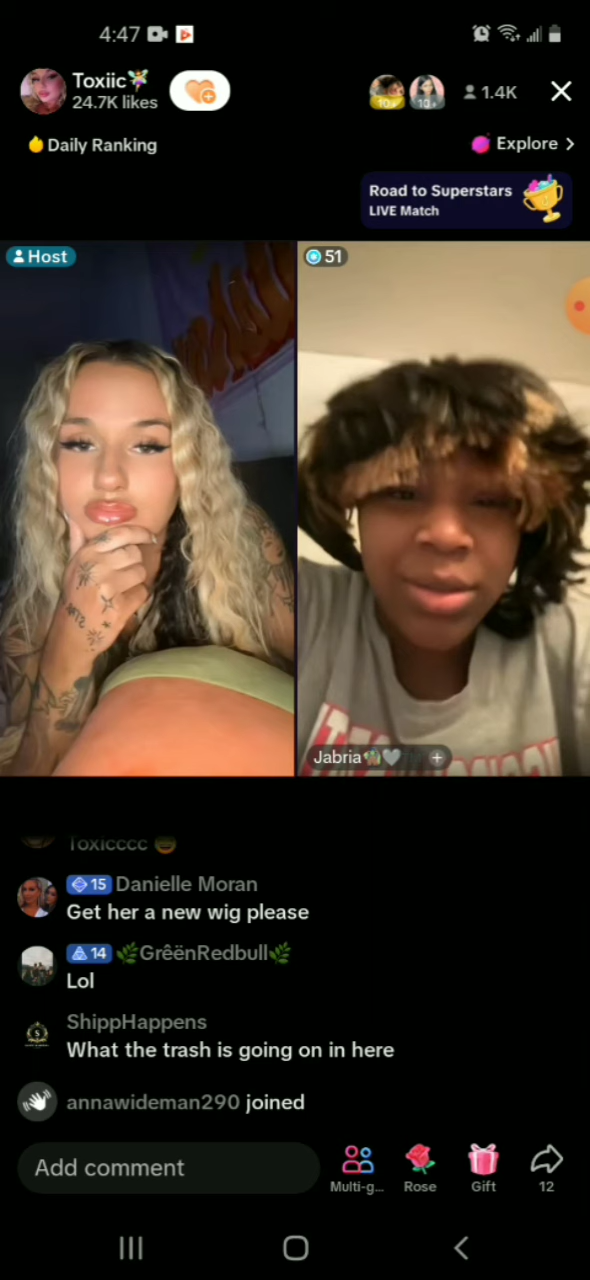 4:47
Toxiic🧚
24.7K likes
1.4K
Daily Ranking
Explore >
Road to Superstars
LIVE Match
Host
51
Jabria
Toxicccc 😄
15 Danielle Moran
Get her a new wig please
14 🌿GrêënRedbull🌿
Lol
ShippHappens
What the trash is going on in here
annawideman290 joined
Add comment
Multi-g...
Rose
Gift
12